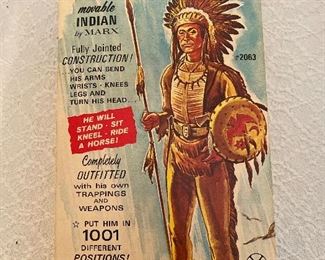 movable
INDIAN
by MARX
Fully Jointed
CONSTRUCTION!
..YOU CAN BEND
HIS ARMS
WRISTS - KNEES
LEGS AND
TURN HIS HEAD...
#2063
HE WILL
STAND - SIT
KNEEL - RIDE
A HORSE!
Completely
OUTFITTED
with his own
TRAPPINGS
AND
WEAPONS
☆ PUT HIM IN
1001
DIFFERENT
POSITIONS!